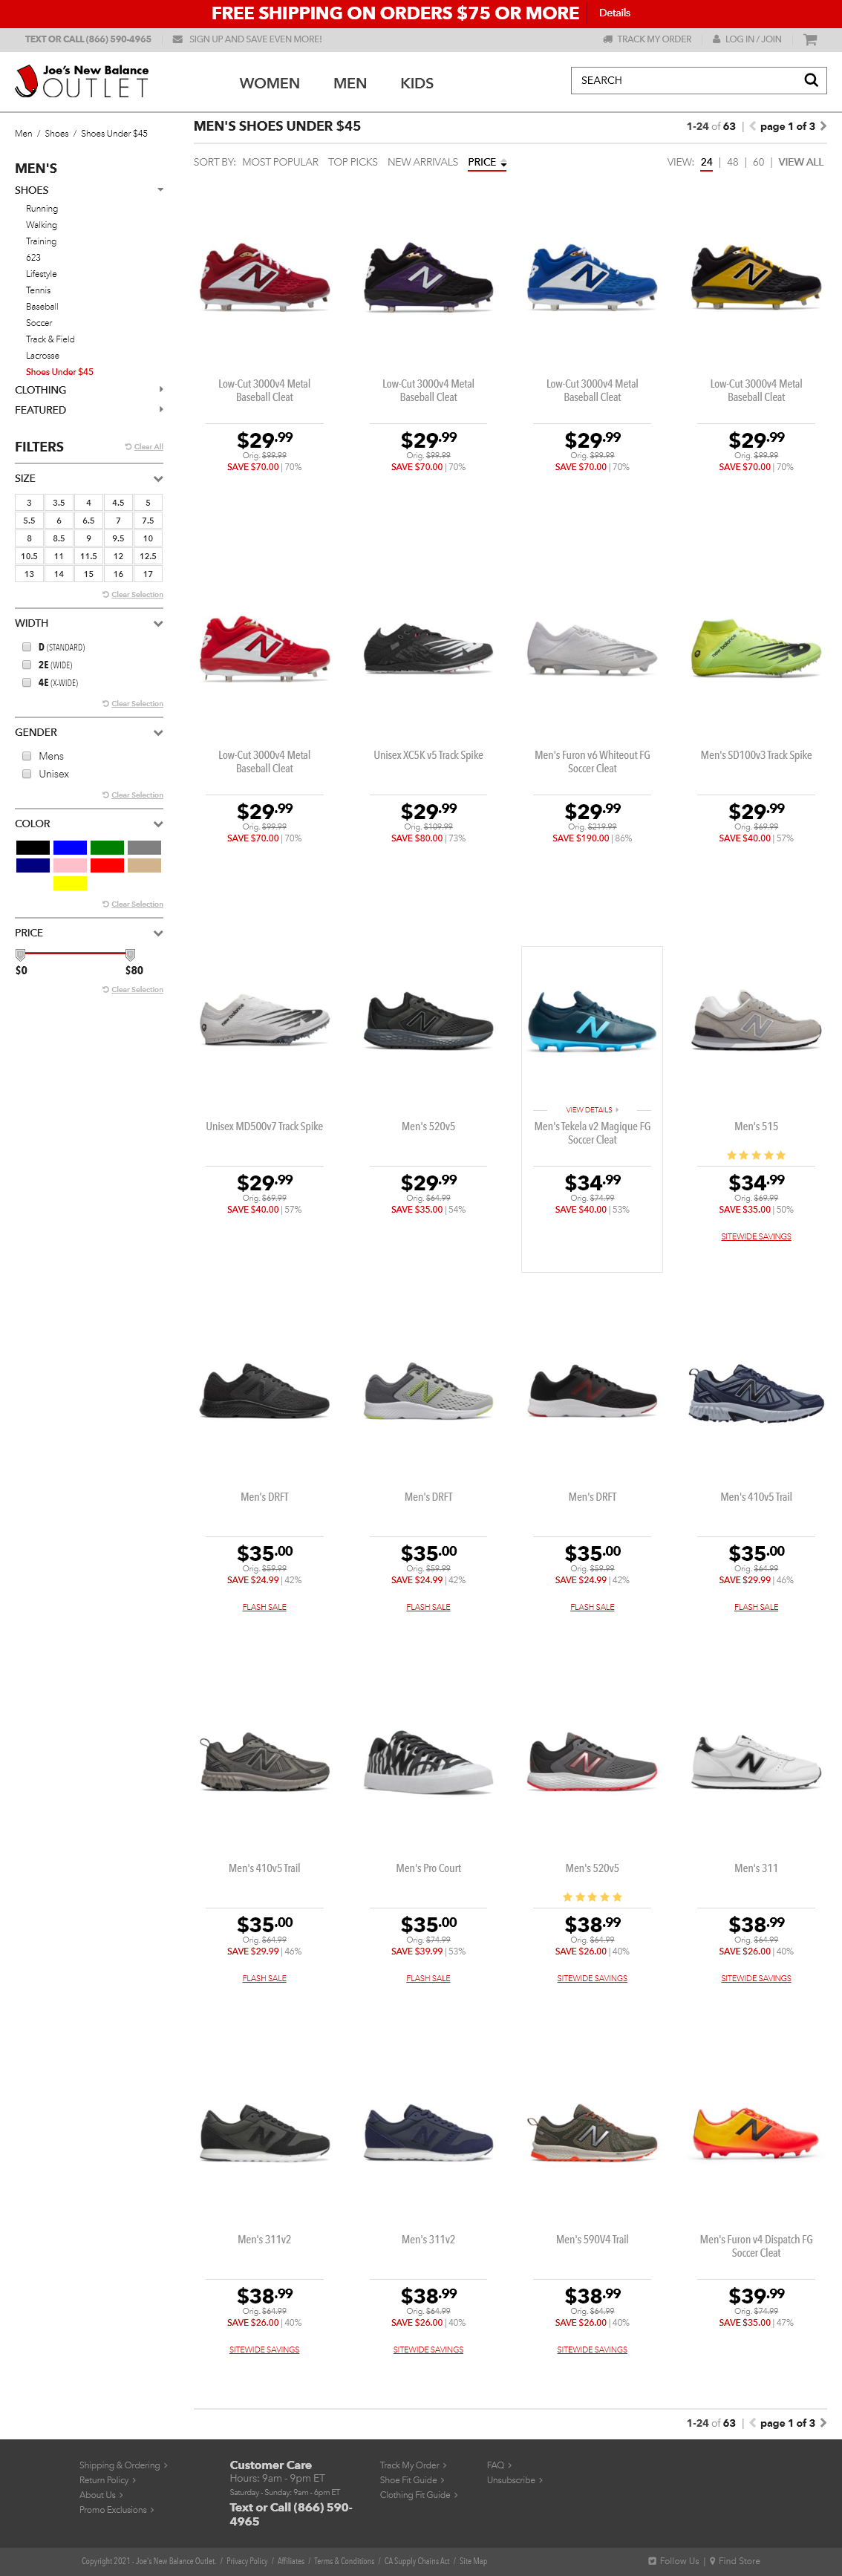 FREE SHIPPING ON ORDERS $75 OR MORE Details
TEXT OR CALL (866) 590-4965 SIGN UP AND SAVE EVEN MORE! TRACK MY ORDER LOG IN / JOIN
Joe's New Balance
OUTLET
WOMEN MEN KIDS
SEARCH
Men / Shoes / Shoes Under $45
MEN'S
SHOES
Running
Walking
Training
623
Lifestyle
Tennis
Baseball
Soccer
Track & Field
Lacrosse
Shoes Under $45
CLOTHING
FEATURED
FILTERS Clear All
SIZE
3 3.5 4 4.5 5
5.5 6 6.5 7 7.5
8 8.5 9 9.5 10
10.5 11 11.5 12 12.5
13 14 15 16 17
Clear Selection
WIDTH
D (STANDARD)
2E (WIDE)
4E (X-WIDE)
Clear Selection
GENDER
Mens
Unisex
Clear Selection
COLOR
Clear Selection
PRICE
$0 $80
Clear Selection
MEN'S SHOES UNDER $45
1-24 of 63 | page 1 of 3
SORT BY: MOST POPULAR TOP PICKS NEW ARRIVALS PRICE
VIEW: 24 | 48 | 60 | VIEW ALL
Low-Cut 3000v4 Metal Low-Cut 3000v4 Metal Low-Cut 3000v4 Metal Low-Cut 3000v4 Metal
Baseball Cleat Baseball Cleat Baseball Cleat Baseball Cleat
$29.99 $29.99 $29.99 $29.99
Orig. $99.99 Orig. $99.99 Orig. $99.99 Orig. $99.99
SAVE $70.00 | 70% SAVE $70.00 | 70% SAVE $70.00 | 70% SAVE $70.00 | 70%
Low-Cut 3000v4 Metal Unisex XC5K v5 Track Spike Men's Furon v6 Whiteout FG Men's SD100v3 Track Spike
Baseball Cleat Soccer Cleat
$29.99 $29.99 $29.99 $29.99
Orig. $99.99 Orig. $109.99 Orig. $219.99 Orig. $69.99
SAVE $70.00 | 70% SAVE $80.00 | 73% SAVE $190.00 | 86% SAVE $40.00 | 57%
VIEW DETAILS
Unisex MD500v7 Track Spike Men's 520v5 Men's Tekela v2 Magique FG Men's 515
Soccer Cleat
$29.99 $29.99 $34.99 $34.99
Orig. $69.99 Orig. $64.99 Orig. $74.99 Orig. $69.99
SAVE $40.00 | 57% SAVE $35.00 | 54% SAVE $40.00 | 53% SAVE $35.00 | 50%
SITEWIDE SAVINGS
Men's DRFT Men's DRFT Men's DRFT Men's 410v5 Trail
$35.00 $35.00 $35.00 $35.00
Orig. $59.99 Orig. $59.99 Orig. $59.99 Orig. $64.99
SAVE $24.99 | 42% SAVE $24.99 | 42% SAVE $24.99 | 42% SAVE $29.99 | 46%
FLASH SALE FLASH SALE FLASH SALE FLASH SALE
Men's 410v5 Trail Men's Pro Court Men's 520v5 Men's 311
$35.00 $35.00 $38.99 $38.99
Orig. $64.99 Orig. $74.99 Orig. $64.99 Orig. $64.99
SAVE $29.99 | 46% SAVE $39.99 | 53% SAVE $26.00 | 40% SAVE $26.00 | 40%
FLASH SALE FLASH SALE SITEWIDE SAVINGS SITEWIDE SAVINGS
Men's 311v2 Men's 311v2 Men's 590V4 Trail Men's Furon v4 Dispatch FG
Soccer Cleat
$38.99 $38.99 $38.99 $39.99
Orig. $64.99 Orig. $64.99 Orig. $64.99 Orig. $74.99
SAVE $26.00 | 40% SAVE $26.00 | 40% SAVE $26.00 | 40% SAVE $35.00 | 47%
SITEWIDE SAVINGS SITEWIDE SAVINGS SITEWIDE SAVINGS
1-24 of 63 | page 1 of 3
Shipping & Ordering
Return Policy
About Us
Promo Exclusions
Customer Care
Hours: 9am - 9pm ET
Saturday - Sunday: 9am - 6pm ET
Text or Call (866) 590-
4965
Track My Order
Shoe Fit Guide
Clothing Fit Guide
FAQ
Unsubscribe
Copyright 2021 - Joe's New Balance Outlet. / Privacy Policy / Affiliates / Terms & Conditions / CA Supply Chains Act / Site Map
Follow Us | Find Store